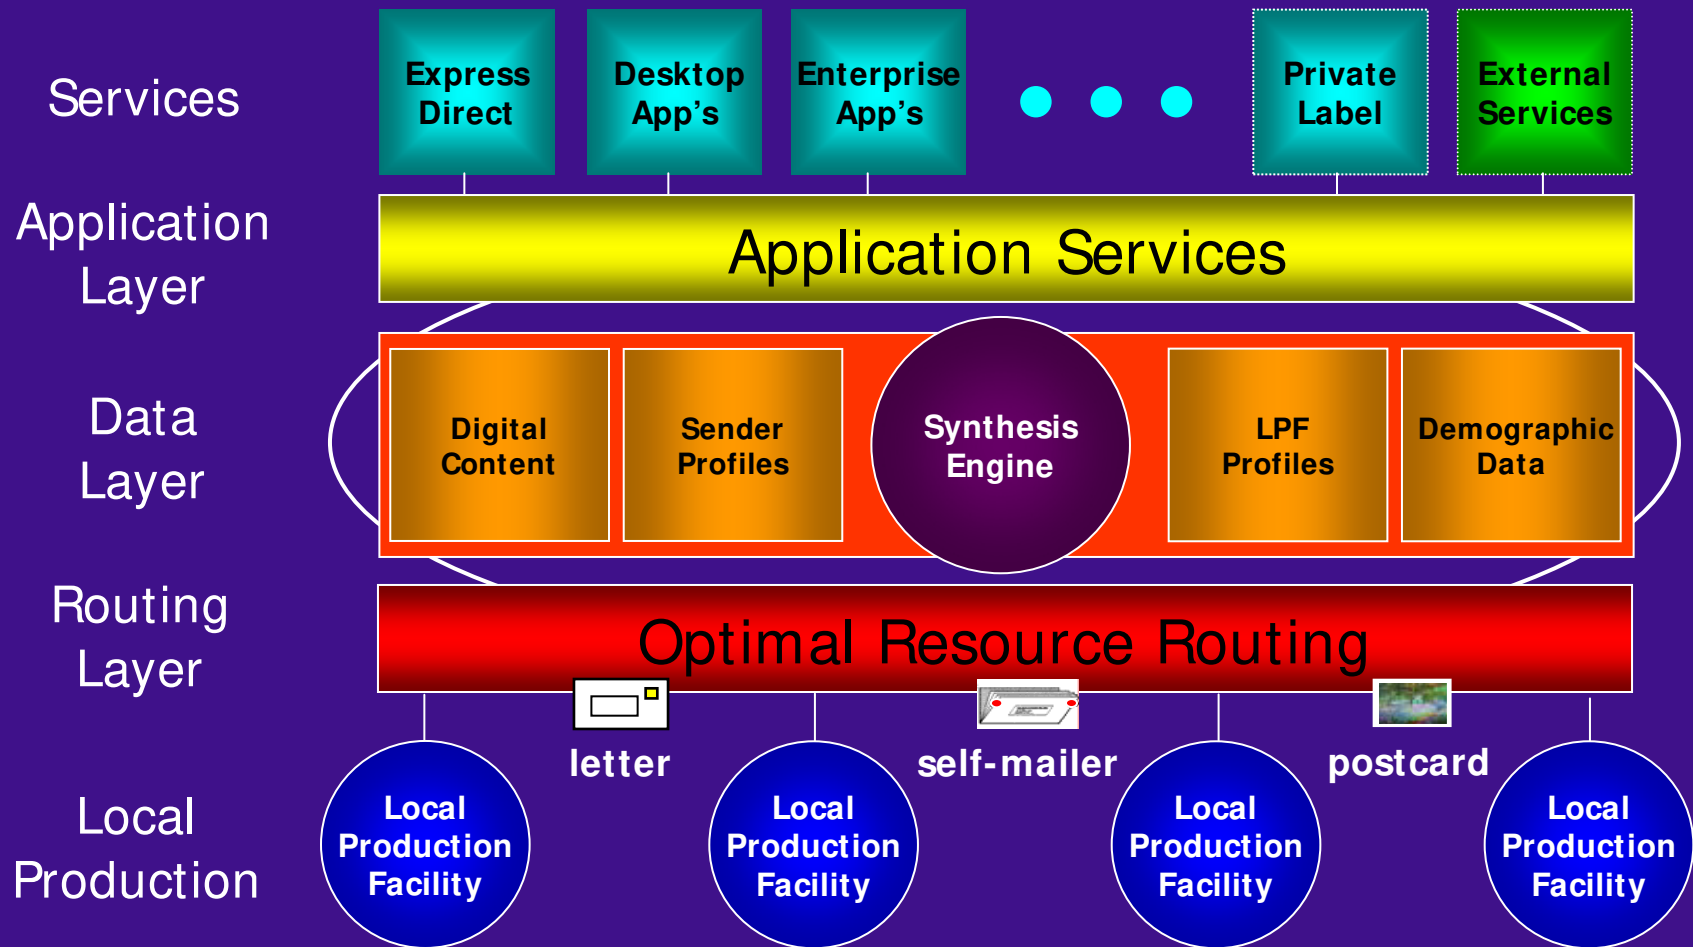 Services
Express
Direct
Desktop
App's
Enterprise
App's
Private
Label
External
Services
Application
Layer
Application Services
Data
Layer
Digital
Content
Sender
Profiles
Synthesis
Engine
LPF
Profiles
Demographic
Data
Routing
Layer
Optimal Resource Routing
letter
self-mailer
postcard
Local
Production
Local
Production
Facility
Local
Production
Facility
Local
Production
Facility
Local
Production
Facility